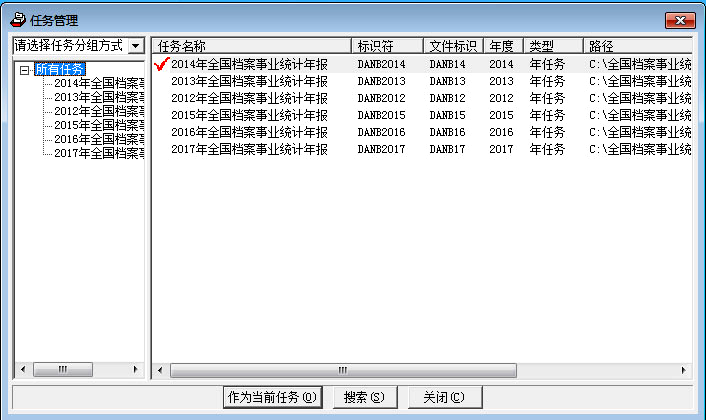 任务管理
请选择任务分组方式
所有任务
2014年全国档案事
2013年全国档案事
2012年全国档案事
2015年全国档案事
2016年全国档案事
2017年全国档案事
任务名称 标识符 文件标识 年度 类型 路径
2014年全国档案事业统计年报 DANB2014 DANB14 2014 年任务 C:\全国档案事业统
2013年全国档案事业统计年报 DANB2013 DANB13 2013 年任务 C:\全国档案事业统
2012年全国档案事业统计年报 DANB2012 DANB12 2012 年任务 C:\全国档案事业统
2015年全国档案事业统计年报 DANB2015 DANB15 2015 年任务 C:\全国档案事业统
2016年全国档案事业统计年报 DANB2016 DANB16 2016 年任务 C:\全国档案事业统
2017年全国档案事业统计年报 DANB2017 DANB17 2017 年任务 C:\全国档案事业统
作为当前任务(O) 搜索(S) 关闭(C)